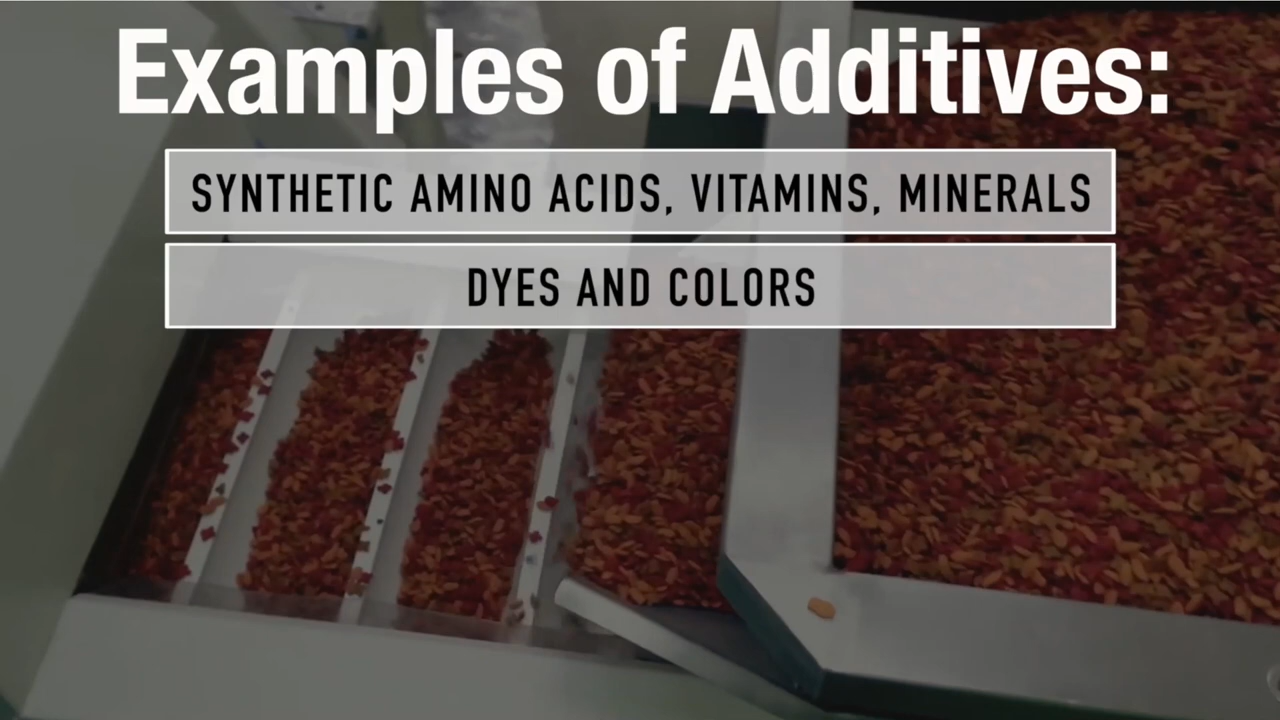 Examples of Additives:
SYNTHETIC AMINO ACIDS, VITAMINS, MINERALS
DYES AND COLORS